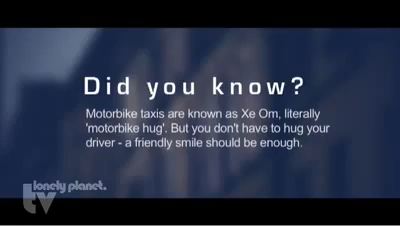 Did you know?
Motorbike taxis are known as Xe Om, literally
'motorbike hug'. But you don't have to hug your
driver - a friendly smile should be enough.
lonely planet.
tv